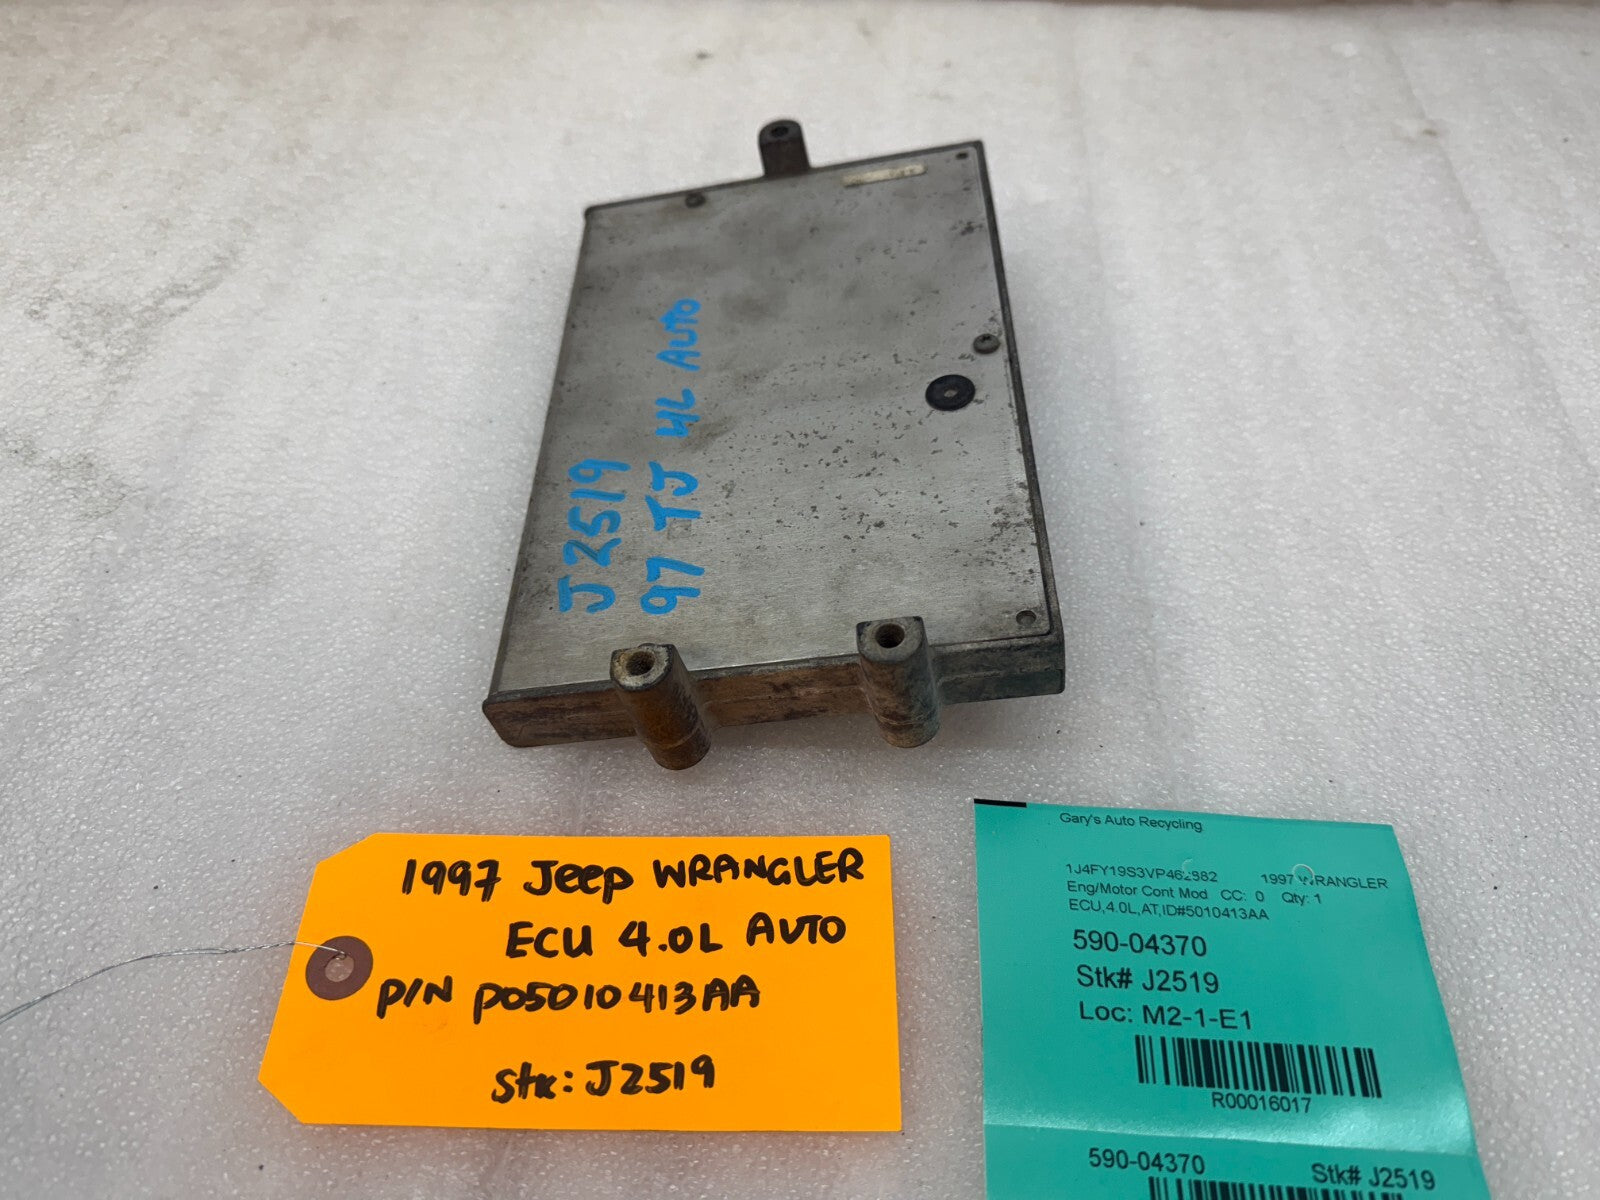 J2519
97 TJ 4L AUTO
1997 Jeep WRANGLER
ECU 4.0L AUTO
P/N P05010413AA
Stk: J2519
Gary's Auto Recycling
1997 WRANGLER
Eng/Motor Cont Mod CC: 0 Qty: 1
ECU,4.0L,AT,ID#5010413AA
590-04370
Stk# J2519
Loc: M2-1-E1
R00016017
590-04370 Stk# J2519